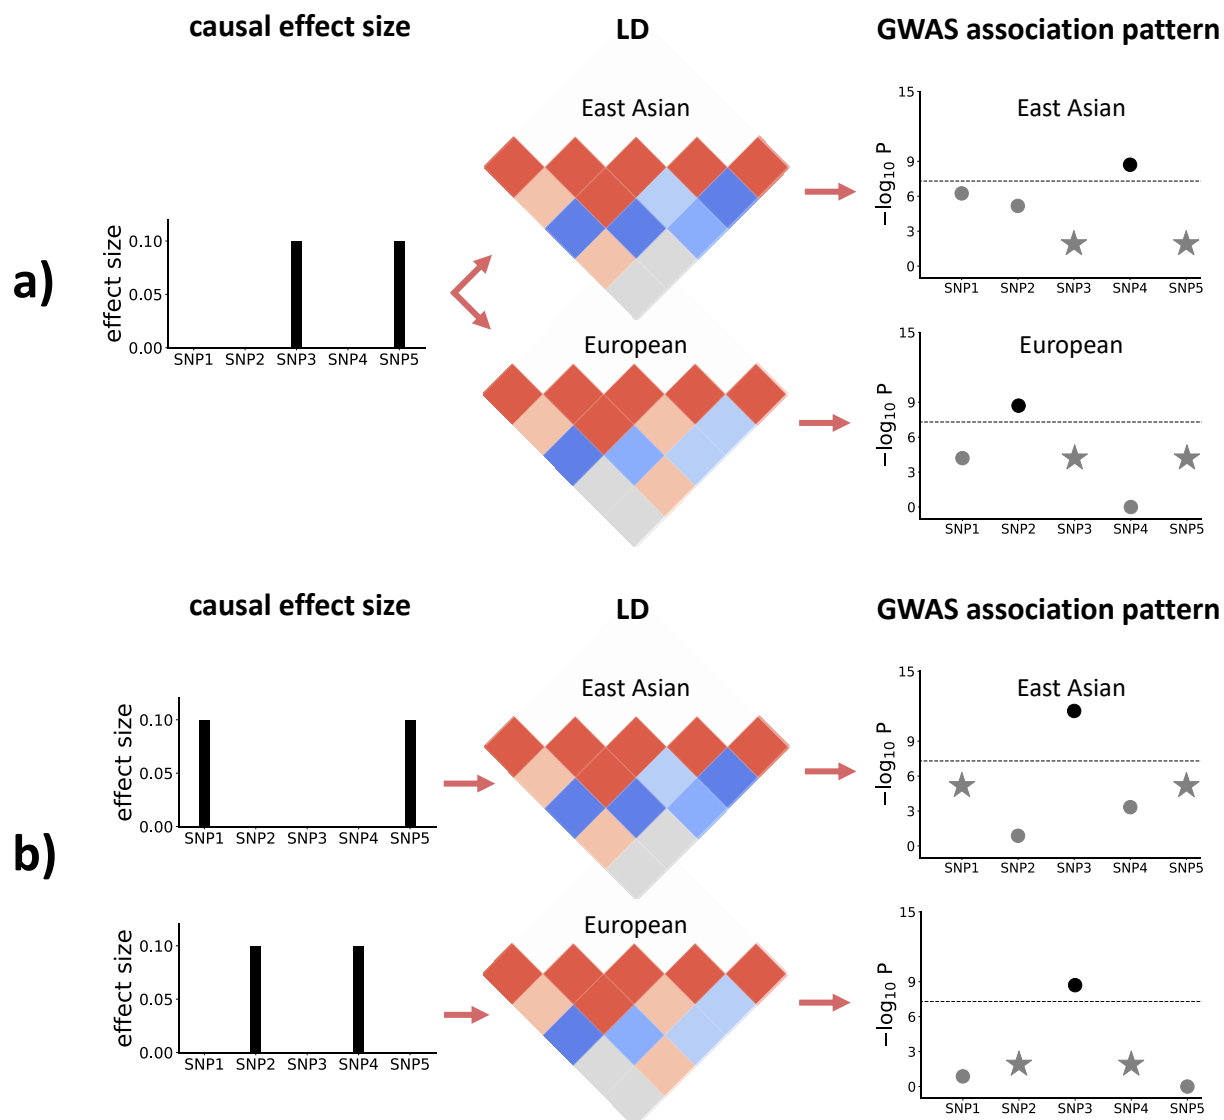 causal effect size LD GWAS association pattern
a)
effect size
0.10
0.05
0.00
SNP1 SNP2 SNP3 SNP4 SNP5
East Asian
European
East Asian
−log10 P
15
9
6
3
0
SNP1 SNP2 SNP3 SNP4 SNP5
European
−log10 P
15
9
6
3
0
SNP1 SNP2 SNP3 SNP4 SNP5
causal effect size LD GWAS association pattern
b)
effect size
0.10
0.05
0.00
SNP1 SNP2 SNP3 SNP4 SNP5
East Asian
East Asian
−log10 P
15
9
6
3
0
SNP1 SNP2 SNP3 SNP4 SNP5
effect size
0.10
0.05
0.00
SNP1 SNP2 SNP3 SNP4 SNP5
European
−log10 P
15
9
6
3
0
SNP1 SNP2 SNP3 SNP4 SNP5